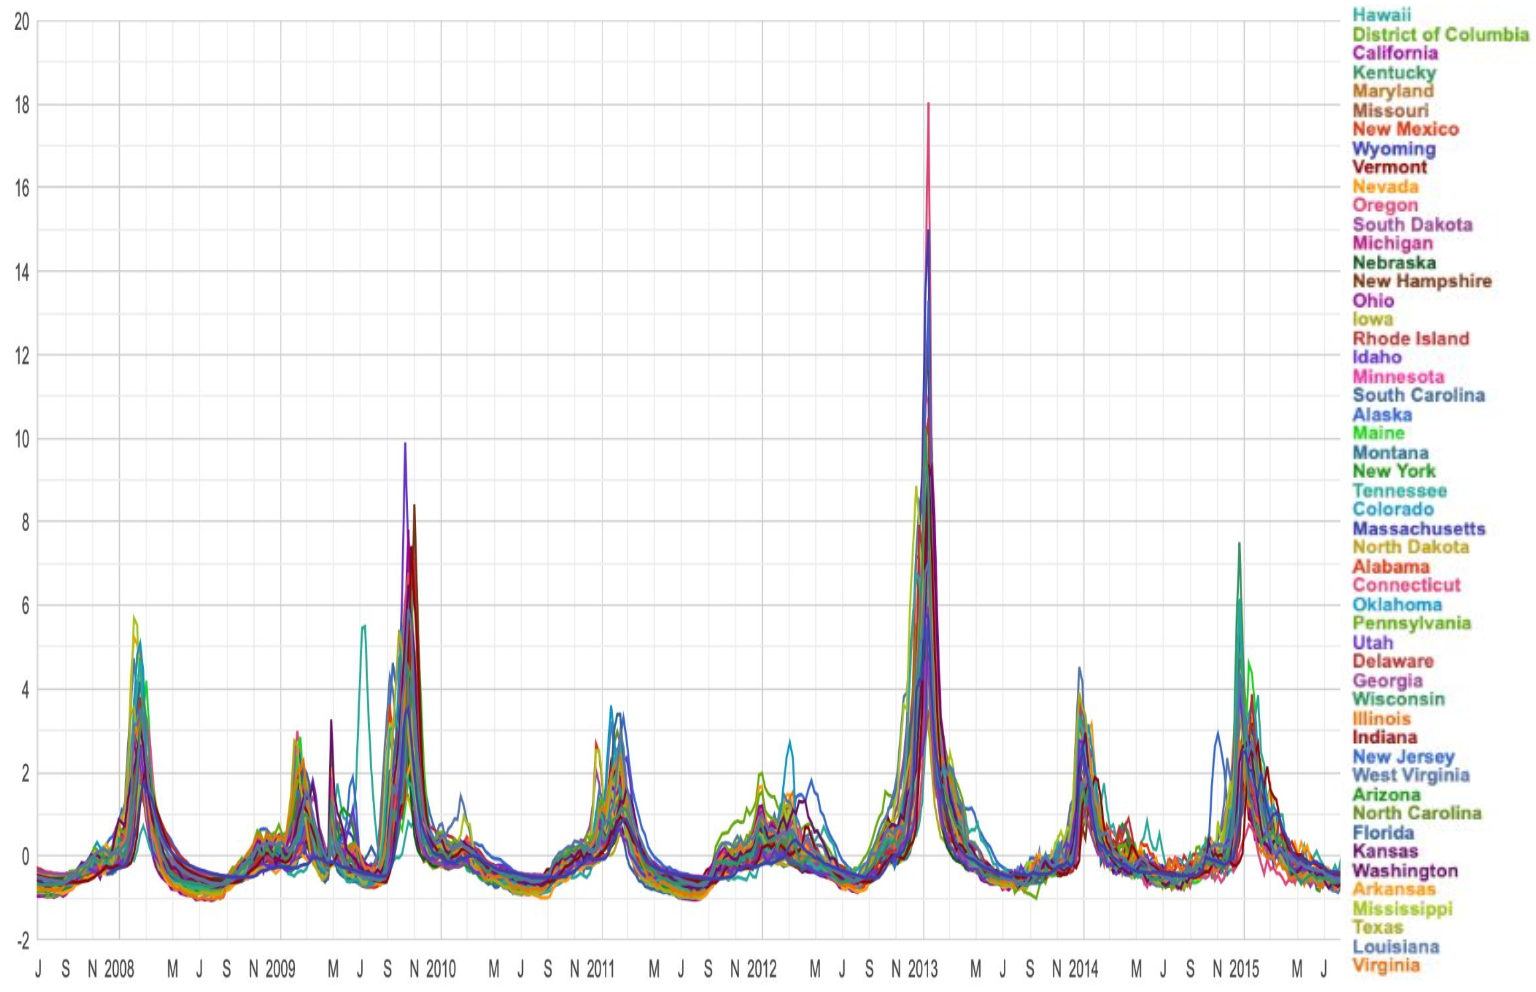 20
18
16
14
12
10
8
6
4
2
0
-2
J S N 2008 M J S N 2009 M J S N 2010 M J S N 2011 M J S N 2012 M J S N 2013 M J S N 2014 M J S N 2015 M J
Hawaii
District of Columbia
California
Kentucky
Maryland
Missouri
New Mexico
Wyoming
Vermont
Nevada
Oregon
South Dakota
Michigan
Nebraska
New Hampshire
Ohio
Iowa
Rhode Island
Idaho
Minnesota
South Carolina
Alaska
Maine
Montana
New York
Tennessee
Colorado
Massachusetts
North Dakota
Alabama
Connecticut
Oklahoma
Pennsylvania
Utah
Delaware
Georgia
Wisconsin
Illinois
Indiana
New Jersey
West Virginia
Arizona
North Carolina
Florida
Kansas
Washington
Arkansas
Mississippi
Texas
Louisiana
Virginia